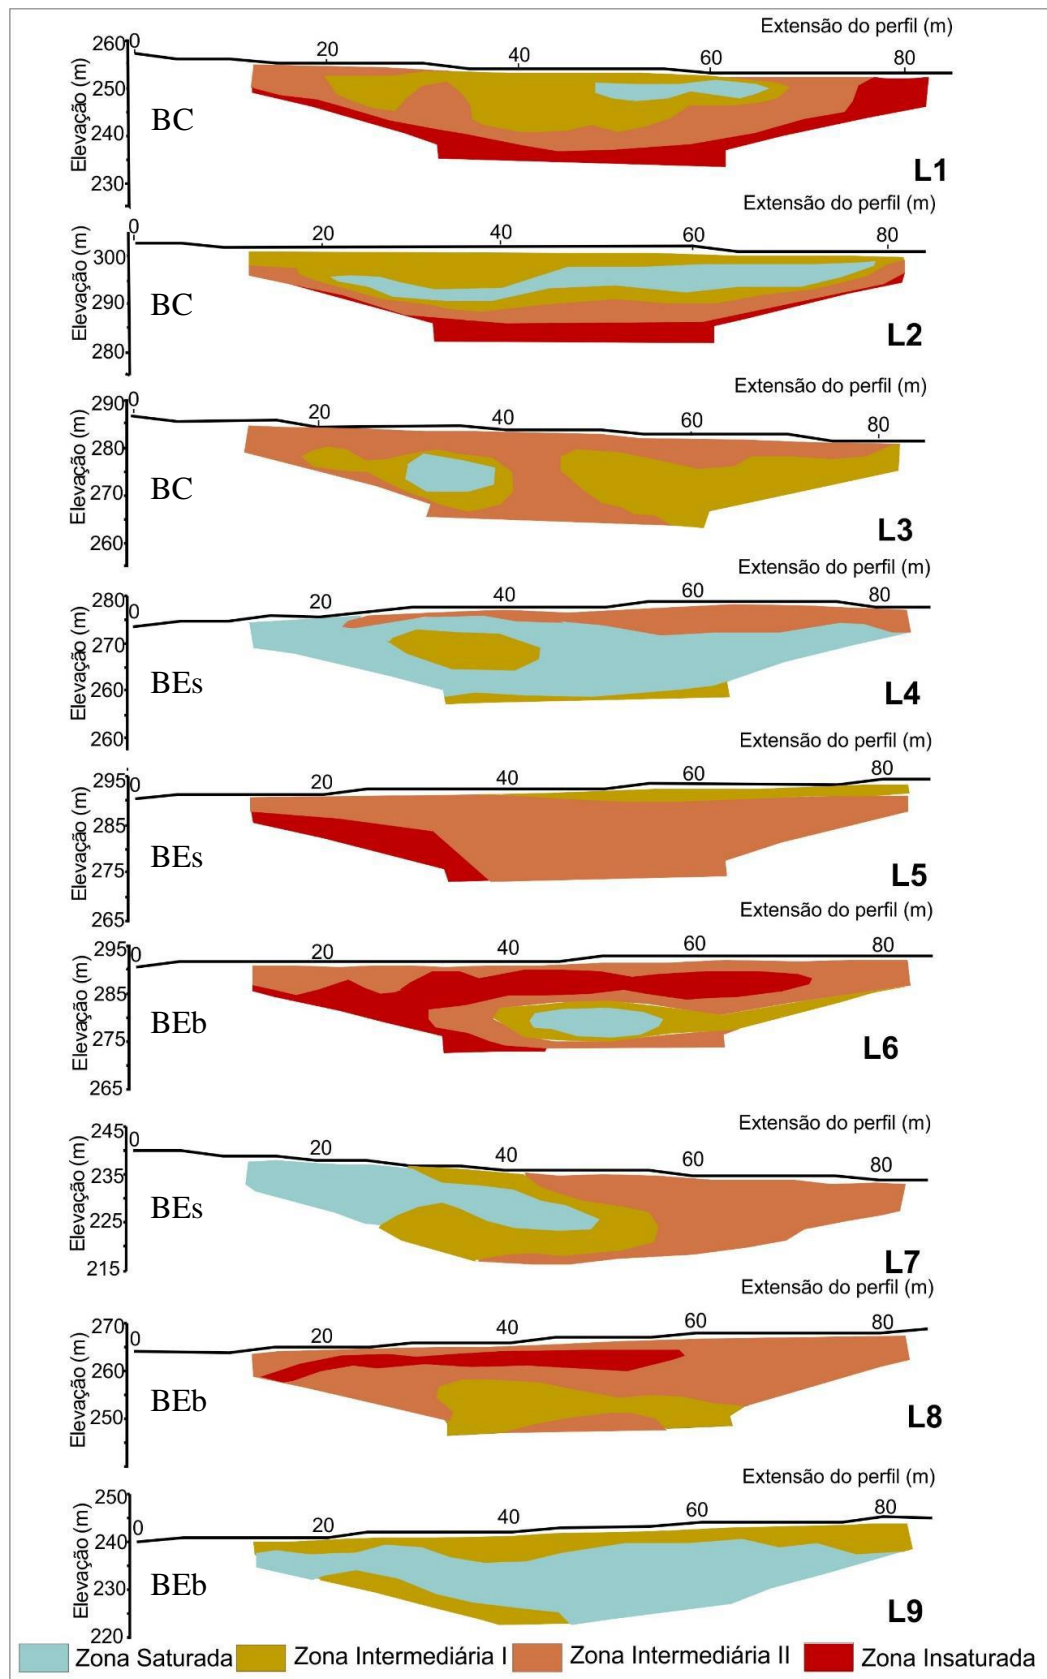 Extensão do perfil (m)
260 0 20 40 60 80
250
240
230
Elevação (m)
BC
L1
Extensão do perfil (m)
0 20 40 60 80
300
290
280
Elevação (m)
BC
L2
Extensão do perfil (m)
290 0 20 40 60 80
280
270
260
Elevação (m)
BC
L3
Extensão do perfil (m)
280 0 20 40 60 80
270
260
260
Elevação (m)
BEs
L4
Extensão do perfil (m)
295 0 20 40 60 80
285
275
265
Elevação (m)
BEs
L5
Extensão do perfil (m)
295 0 20 40 60 80
285
275
265
Elevação (m)
BEb
L6
Extensão do perfil (m)
245 0 20 40 60 80
235
225
215
Elevação (m)
BEs
L7
Extensão do perfil (m)
270 0 20 40 60 80
260
250
Elevação (m)
BEb
L8
Extensão do perfil (m)
250 0 20 40 60 80
240
230
220
Elevação (m)
BEb
L9
Zona Saturada Zona Intermediária I Zona Intermediária II Zona Insaturada